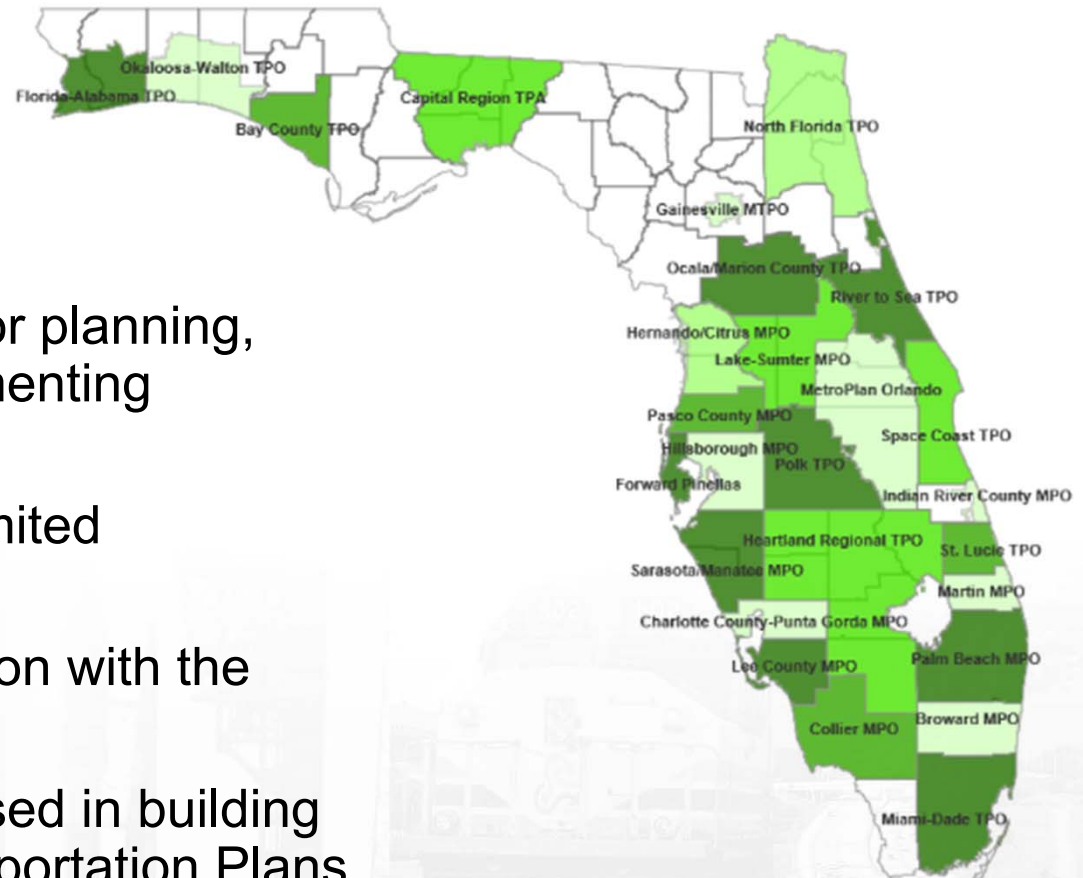 or planning,
nenting
nited
on with the
sed in building
portation Plans
Okaloosa-Walton TPO
Florida-Alabama TPO
Capital Region TPA
Bay County TPO
North Florida TPO
Gainesville MTPO
Ocala/Marion County TPO
River to Sea TPO
Hernando/Citrus MPO
Lake-Sumter MPO
MetroPlan Orlando
Pasco County MPO
Space Coast TPO
Hillsborough MPO
Polk TPO
Forward Pinellas
Indian River County MPO
Heartland Regional TPO
St. Lucie TPO
Sarasota/Manatee MPO
Martin MPO
Charlotte County-Punta Gorda MPO
Lee County MPO
Palm Beach MPO
Broward MPO
Collier MPO
Miami-Dade TPO